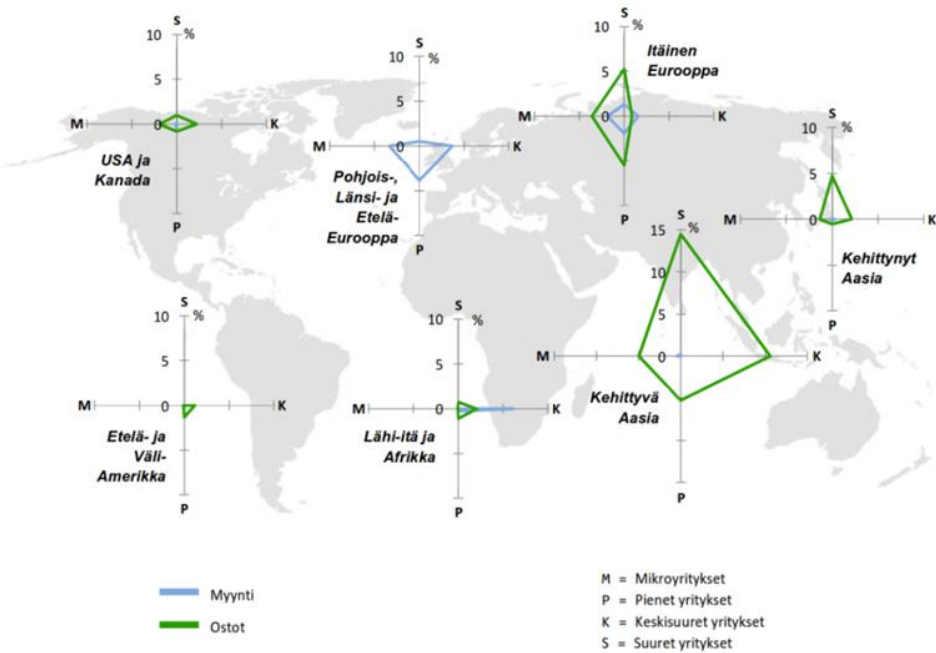 S
10
%
5
M
0
K
USA ja
Kanada
P
S
10
%
5
M
0
K
Pohjois-,
Länsi- ja
Etelä-
Eurooppa
P
S
10
%
5
M
0
K
Itäinen
Eurooppa
P
S
10
%
5
M
0
K
Kehittynyt
Aasia
P
S
10
%
5
M
0
K
Etelä- ja
Väli-
Amerikka
P
S
10
%
5
M
0
K
Lähi-itä ja
Afrikka
P
S
15
%
10
5
M
0
K
Kehittyvä
Aasia
P
Myynti
Ostot
M = Mikroyritykset
P = Pienet yritykset
K = Keskisuuret yritykset
S = Suuret yritykset